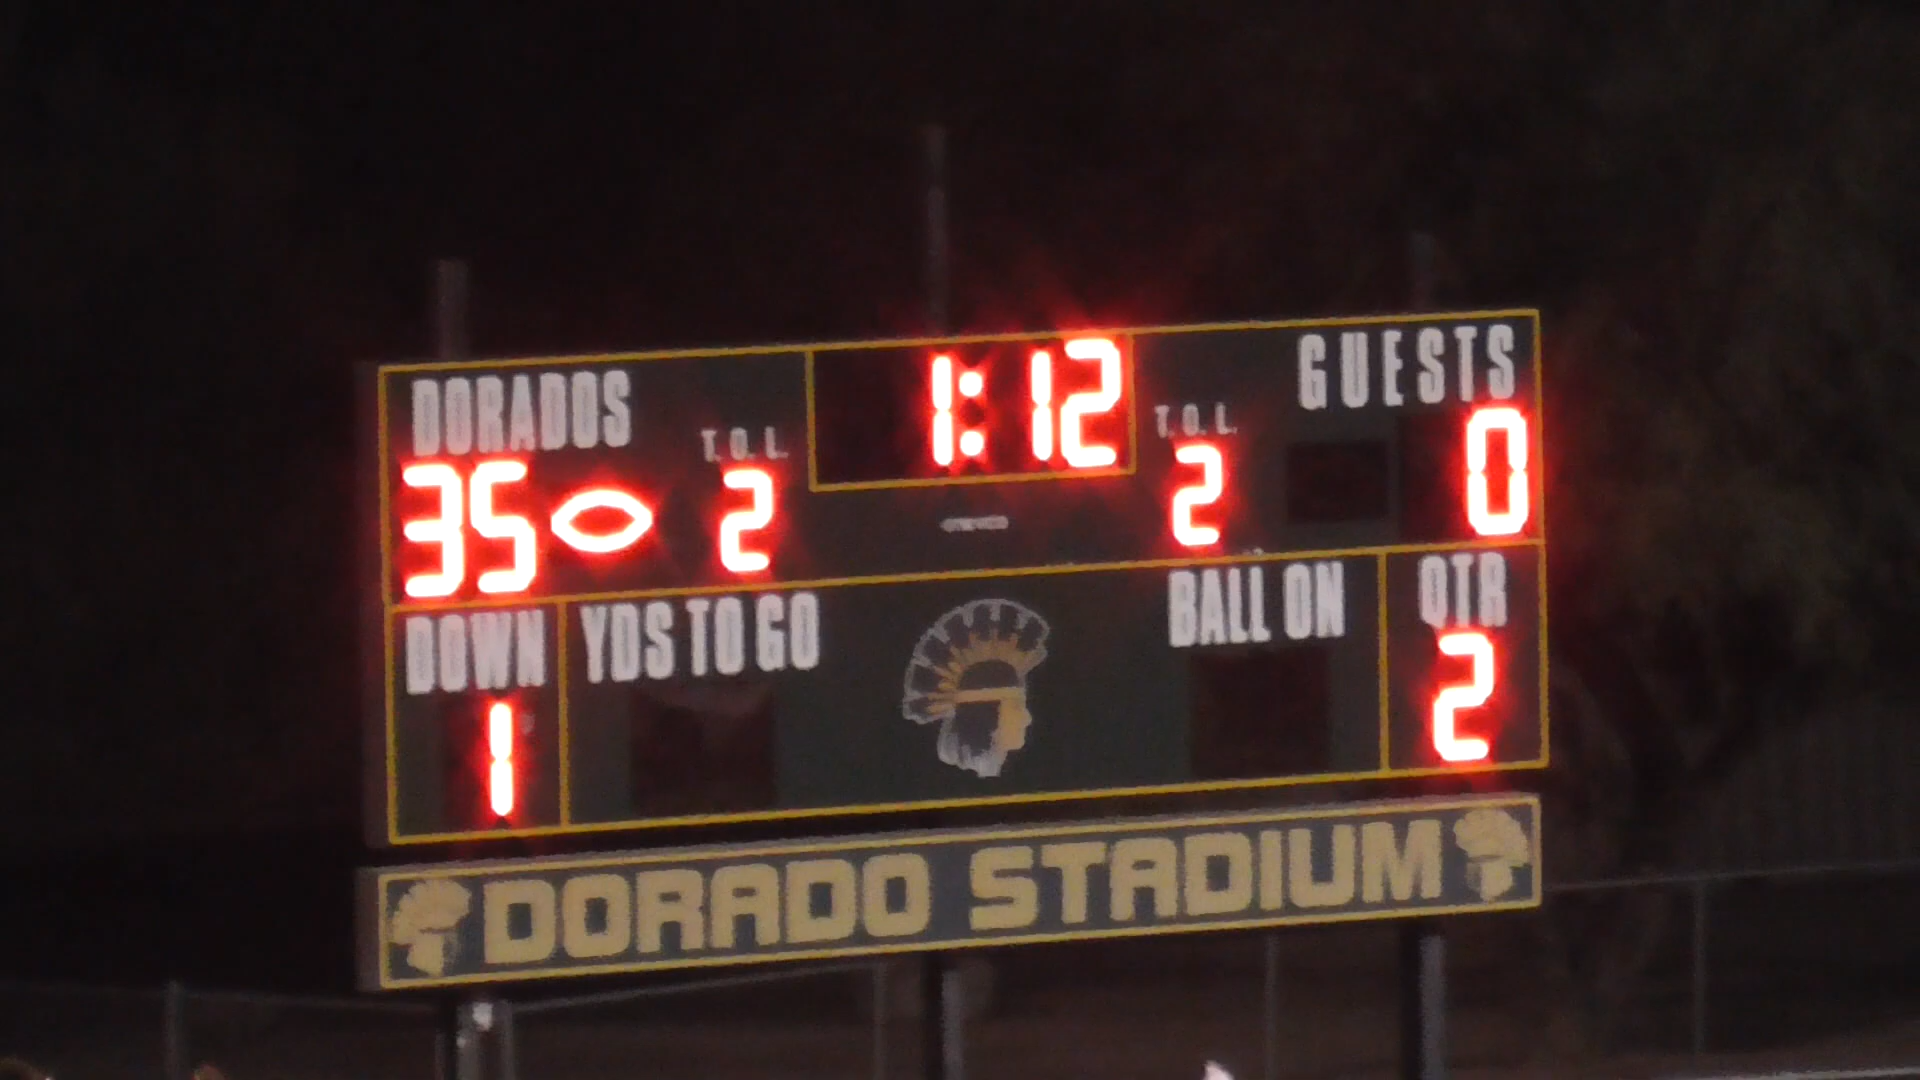 DORADOS T.O.L. 1:12 T.O.L. GUESTS
35 2 2 0
DOWN YDS TO GO BALL ON QTR
1 2
DORADO STADIUM